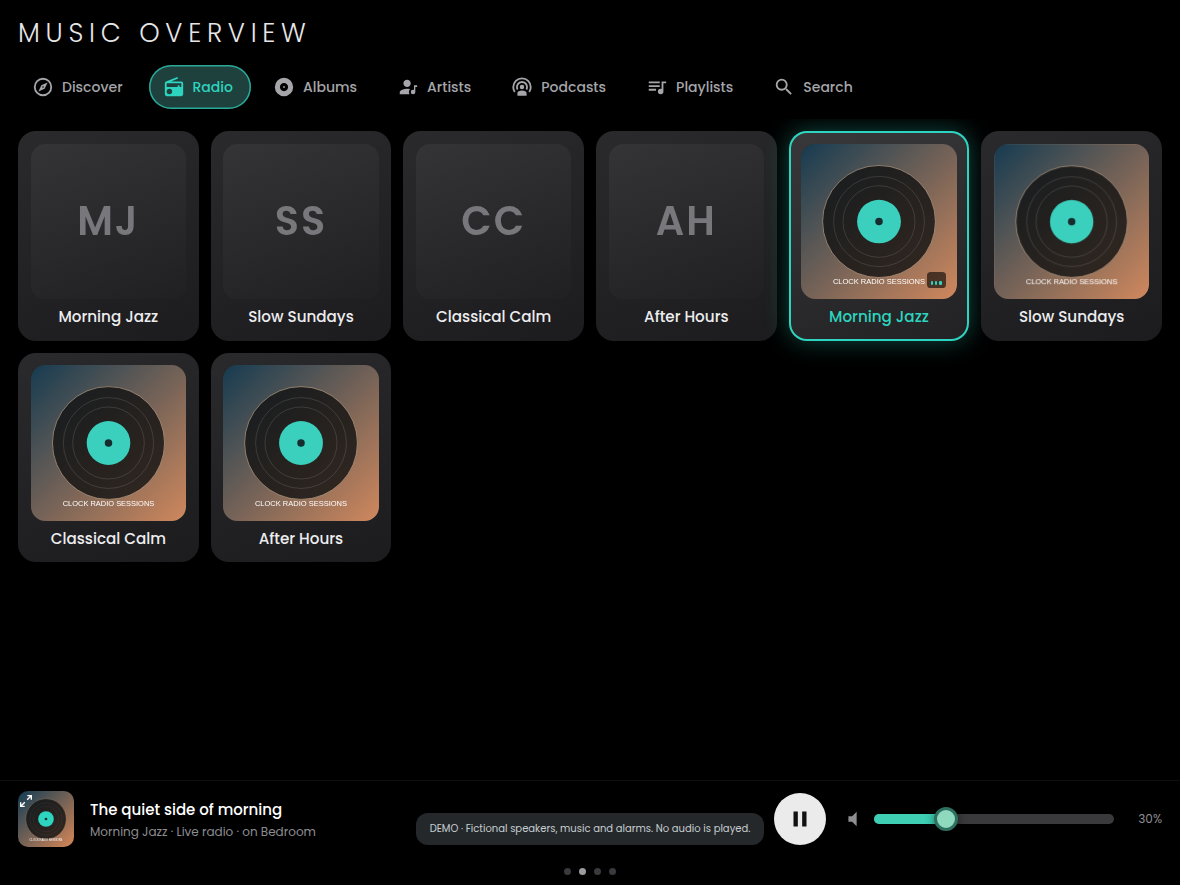 MUSIC OVERVIEW
Discover
Radio
Albums
Artists
Podcasts
Playlists
Search
MJ
Morning Jazz
SS
Slow Sundays
CC
Classical Calm
AH
After Hours
CLOCK RADIO SESSIONS
Morning Jazz
CLOCK RADIO SESSIONS
Slow Sundays
CLOCK RADIO SESSIONS
Classical Calm
CLOCK RADIO SESSIONS
After Hours
The quiet side of morning
Morning Jazz · Live radio · on Bedroom
DEMO · Fictional speakers, music and alarms. No audio is played.
30%